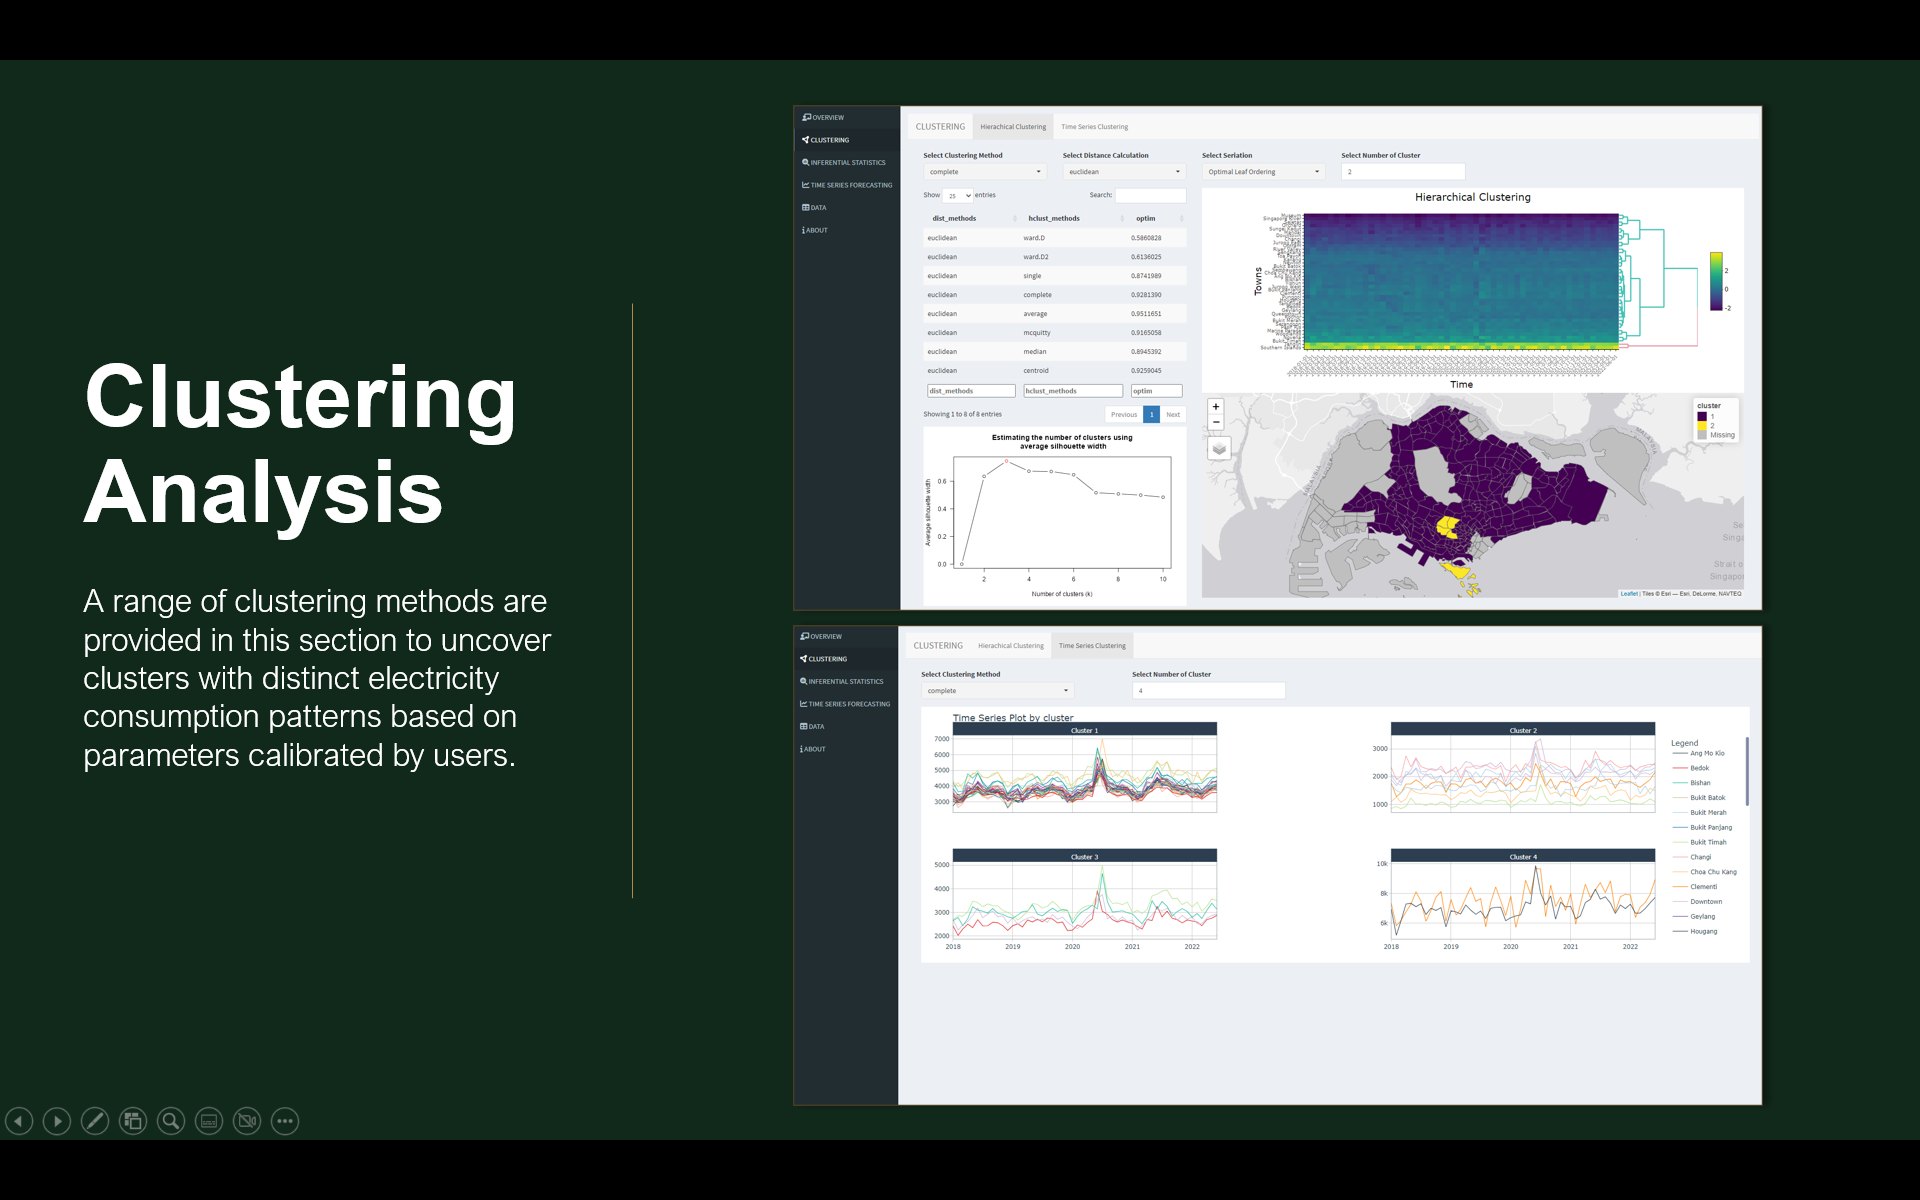 Clustering
Analysis
A range of clustering methods are
provided in this section to uncover
clusters with distinct electricity
consumption patterns based on
parameters calibrated by users.
OVERVIEW
CLUSTERING
INFERENTIAL STATISTICS
TIME SERIES FORECASTING
DATA
ABOUT
CLUSTERING Hierachical Clustering Time Series Clustering
Select Clustering Method Select Distance Calculation Select Seriation Select Number of Cluster
complete euclidean Optimal Leaf Ordering 2
Show 25 entries Search:
dist_methods hclust_methods optim
euclidean ward.D 0.5860828
euclidean ward.D2 0.6136025
euclidean single 0.8741989
euclidean complete 0.9281390
euclidean average 0.9511651
euclidean mcquitty 0.9165058
euclidean median 0.8945392
euclidean centroid 0.9259045
dist_methods hclust_methods optim
Showing 1 to 8 of 8 entries Previous 1 Next
Estimating the number of clusters using
average silhouette width
Average silhouette width
0.6
0.4
0.2
0.0
2 4 6 8 10
Number of clusters (k)
Hierarchical Clustering
Towns
Museum
Singapore River
Southern Islands
Time
2
0
-2
+
−
cluster
1
2
Missing
MALAYSIA
MALAYSIA
Se
Singa
Strait o
Singapor
Leaflet | Tiles © Esri — Esri, DeLorme, NAVTEQ
OVERVIEW
CLUSTERING
INFERENTIAL STATISTICS
TIME SERIES FORECASTING
DATA
ABOUT
CLUSTERING Hierachical Clustering Time Series Clustering
Select Clustering Method Select Number of Cluster
complete 4
Time Series Plot by cluster
Cluster 1
7000
6000
5000
4000
3000
Cluster 2
3000
2000
1000
Cluster 3
5000
4000
3000
2000
2018 2019 2020 2021 2022
Cluster 4
10k
8k
6k
2018 2019 2020 2021 2022
Legend
Ang Mo Kio
Bedok
Bishan
Bukit Batok
Bukit Merah
Bukit Panjang
Bukit Timah
Changi
Choa Chu Kang
Clementi
Downtown
Geylang
Hougang